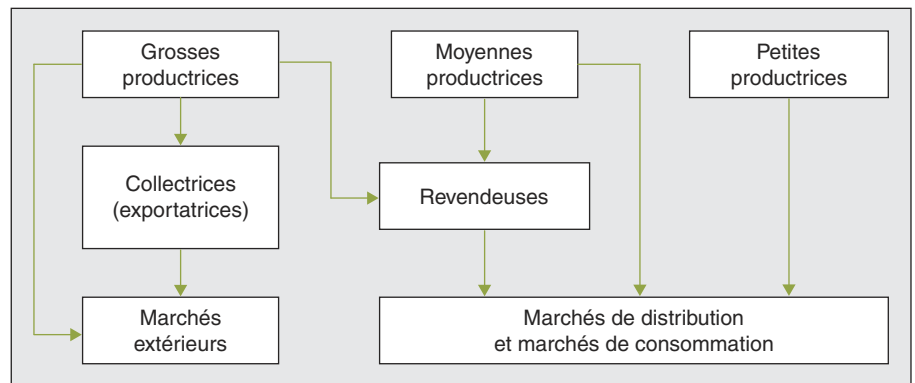 Grosses
productrices
Moyennes
productrices
Petites
productrices
Collectrices
(exportatrices)
Revendeuses
Marchés
extérieurs
Marchés de distribution
et marchés de consommation